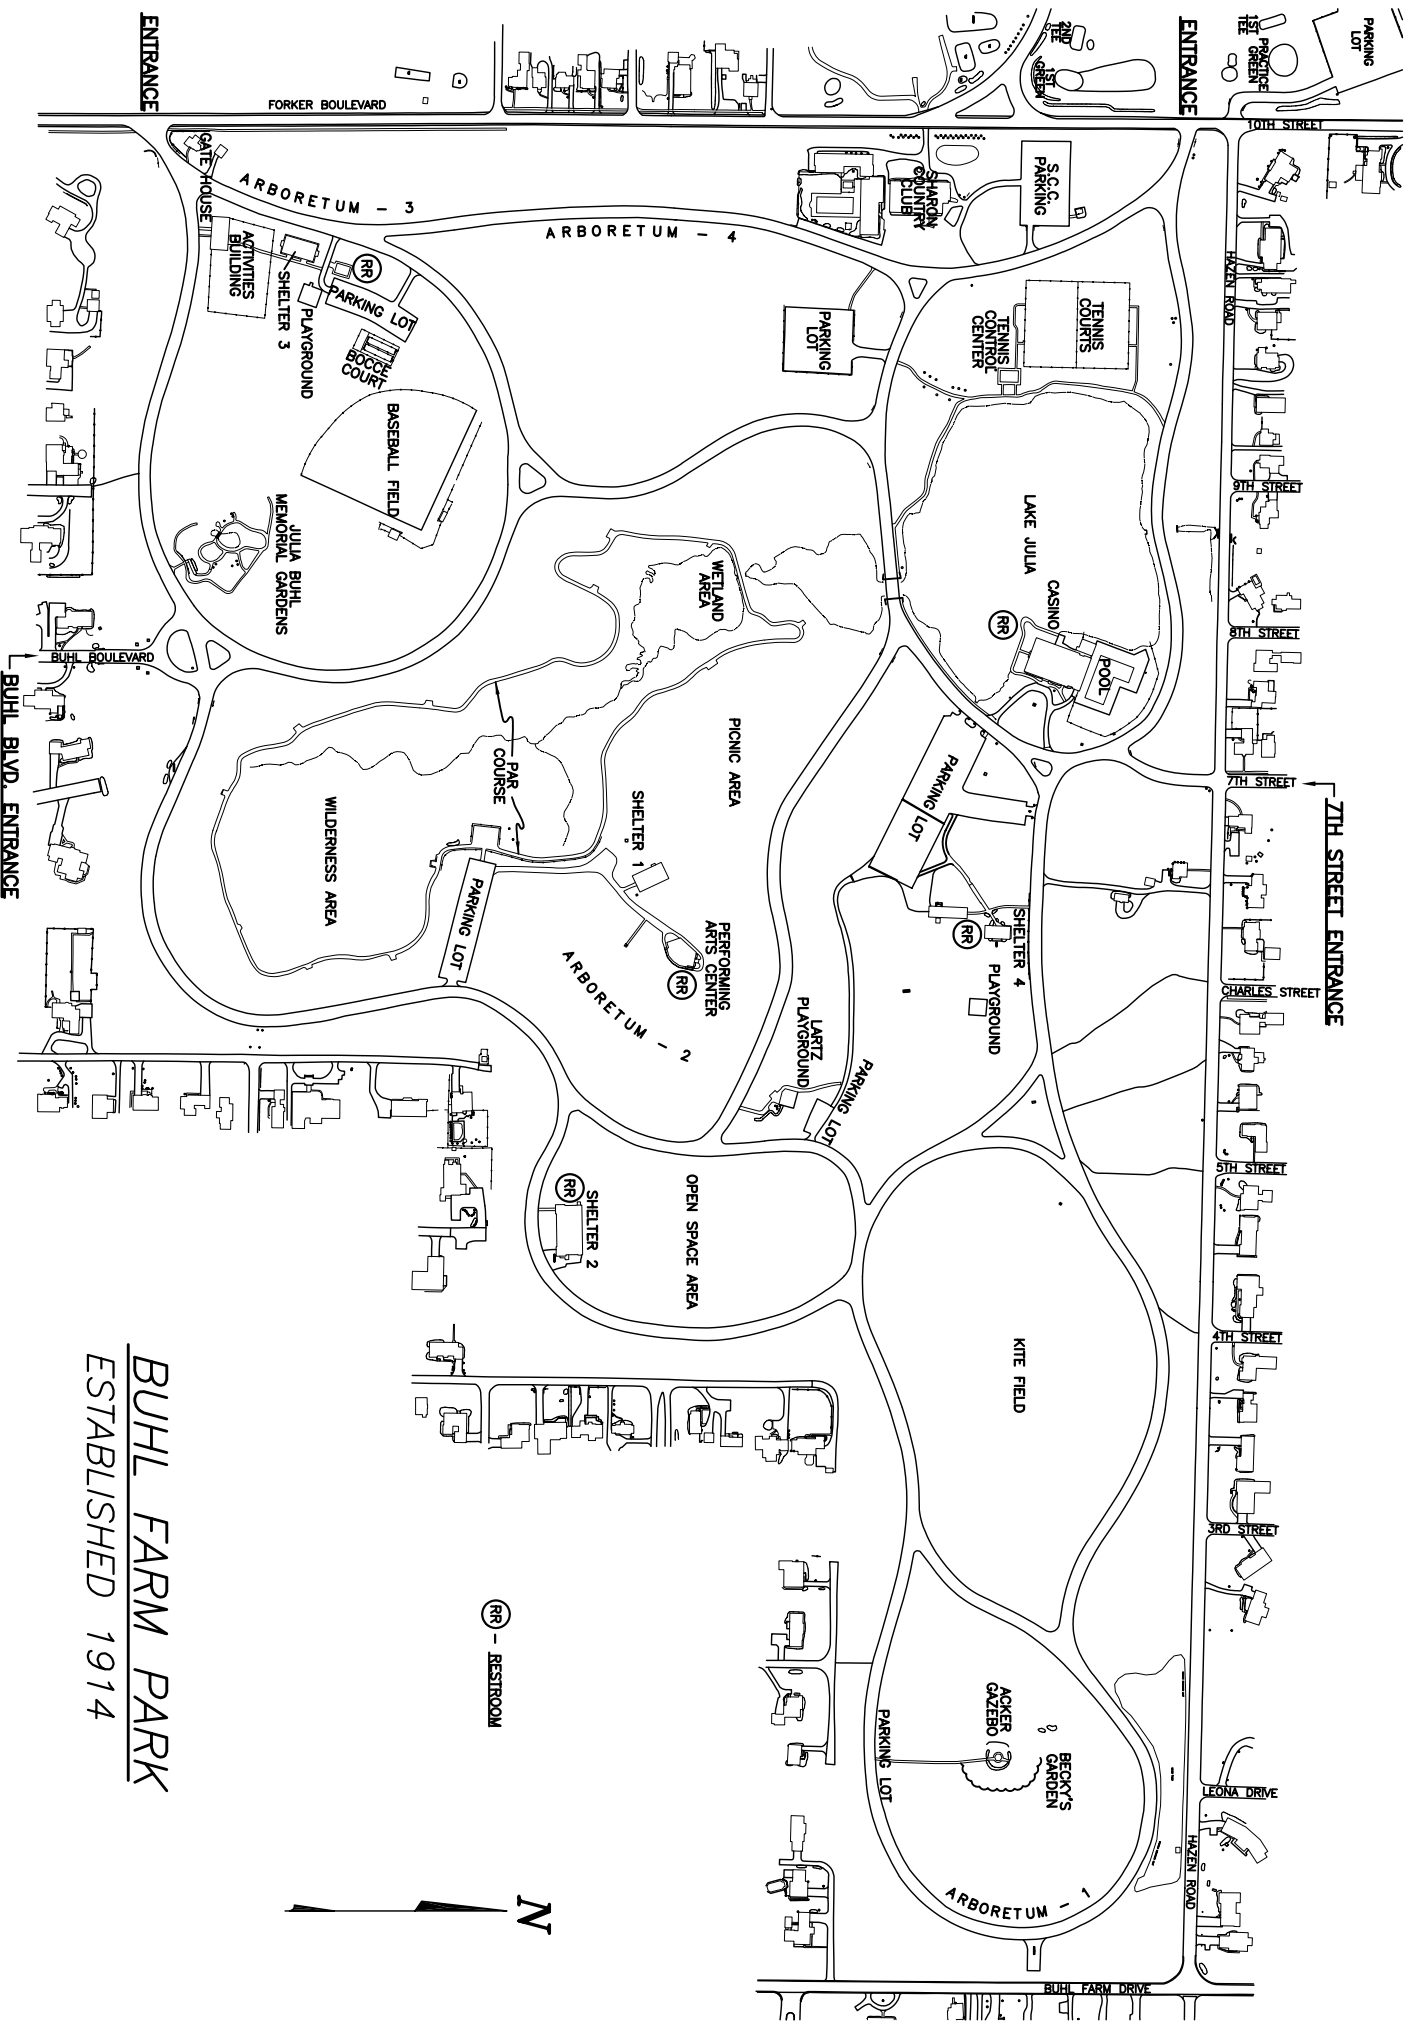 PARKING
LOT
1ST
TEE
PRACTICE
GREEN
2ND
TEE
1ST
GREEN
ENTRANCE
ENTRANCE
FORKER BOULEVARD
10TH STREET
HAZEN ROAD
9TH STREET
8TH STREET
7TH STREET
7TH STREET ENTRANCE
CHARLES STREET
5TH STREET
4TH STREET
3RD STREET
LEONA DRIVE
HAZEN ROAD
BUHL FARM DRIVE
S.C.C.
PARKING
SHARON
COUNTRY
CLUB
TENNIS
COURTS
TENNIS
CONTROL
CENTER
PARKING
LOT
LAKE JULIA
CASINO
RR
POOL
ARBORETUM - 4
ARBORETUM - 3
GATE HOUSE
ACTIVITIES
BUILDING
SHELTER 3
RR
PARKING LOT
PLAYGROUND
BOCCE
COURT
BASEBALL FIELD
JULIA BUHL
MEMORIAL GARDENS
BUHL BOULEVARD
BUHL BLVD. ENTRANCE
WETLAND
AREA
PICNIC AREA
PAR
COURSE
WILDERNESS AREA
SHELTER 1
PARKING LOT
PERFORMING
ARTS CENTER
RR
ARBORETUM - 2
PARKING LOT
SHELTER 4
RR
PLAYGROUND
LARTZ
PLAYGROUND
PARKING LOT
OPEN SPACE AREA
SHELTER 2
RR
KITE FIELD
ACKER
GAZEBO
BECKY'S
GARDEN
PARKING LOT
ARBORETUM - 1
RR - RESTROOM
N
BUHL FARM PARK
ESTABLISHED 1914